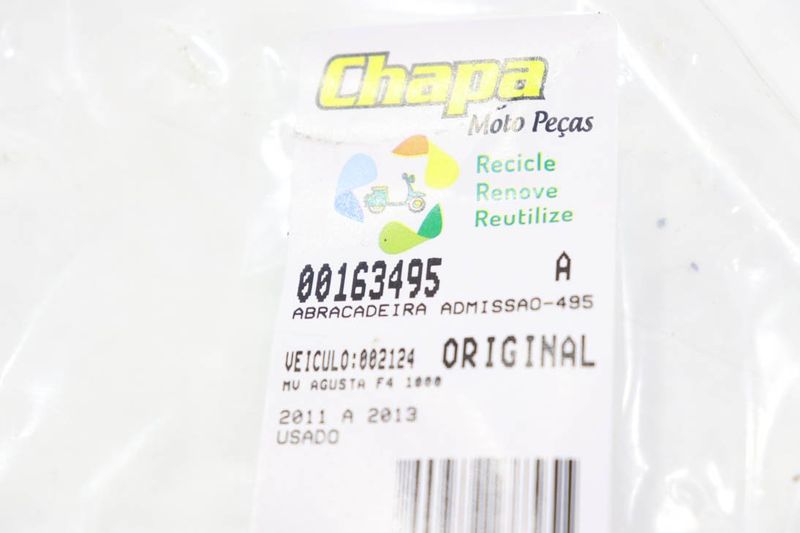 Chapa
Moto Peças
Recicle
Renove
Reutilize
00163495 A
ABRACADEIRA ADMISSAO-495
VEICULO:002124 ORIGINAL
MV AGUSTA F4 1000
2011 A 2013
USADO